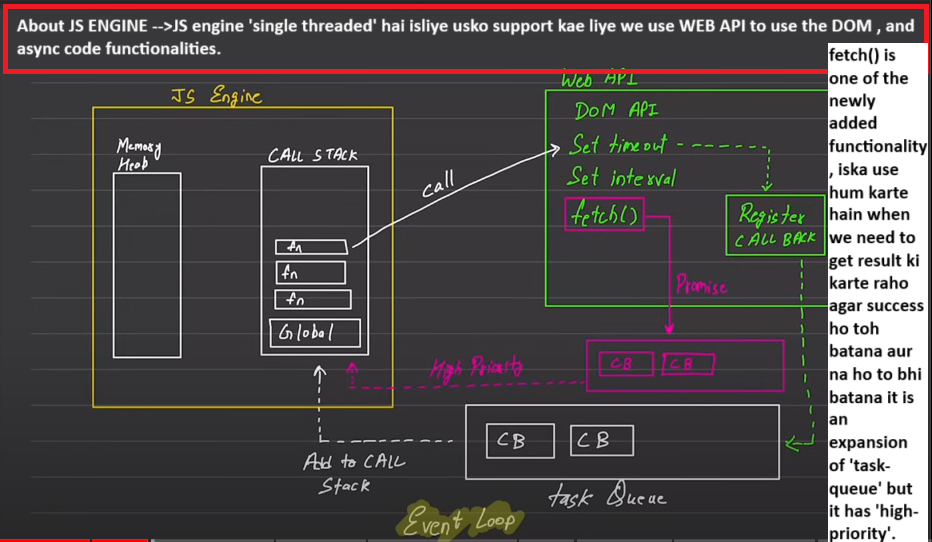 About JS ENGINE -->JS engine 'single threaded' hai isliye usko support kae liye we use WEB API to use the DOM , and
async code functionalities.
JS Engine
Memory
Heab
CALL STACK
fn
fn
fn
Global
call
Web API
DOM API
Set timeout
Set interval
fetch()
Register
CALL BACK
Promise
CB
CB
High Priority
CB
CB
Add to CALL
Stack
task Queue
Event Loop
fetch() is
one of the
newly
added
functionality
, iska use
hum karte
hain when
we need to
get result ki
karte raho
agar success
ho toh
batana aur
na ho to bhi
batana it is
an
expansion
of 'task-
queue' but
it has 'high-
priority'.